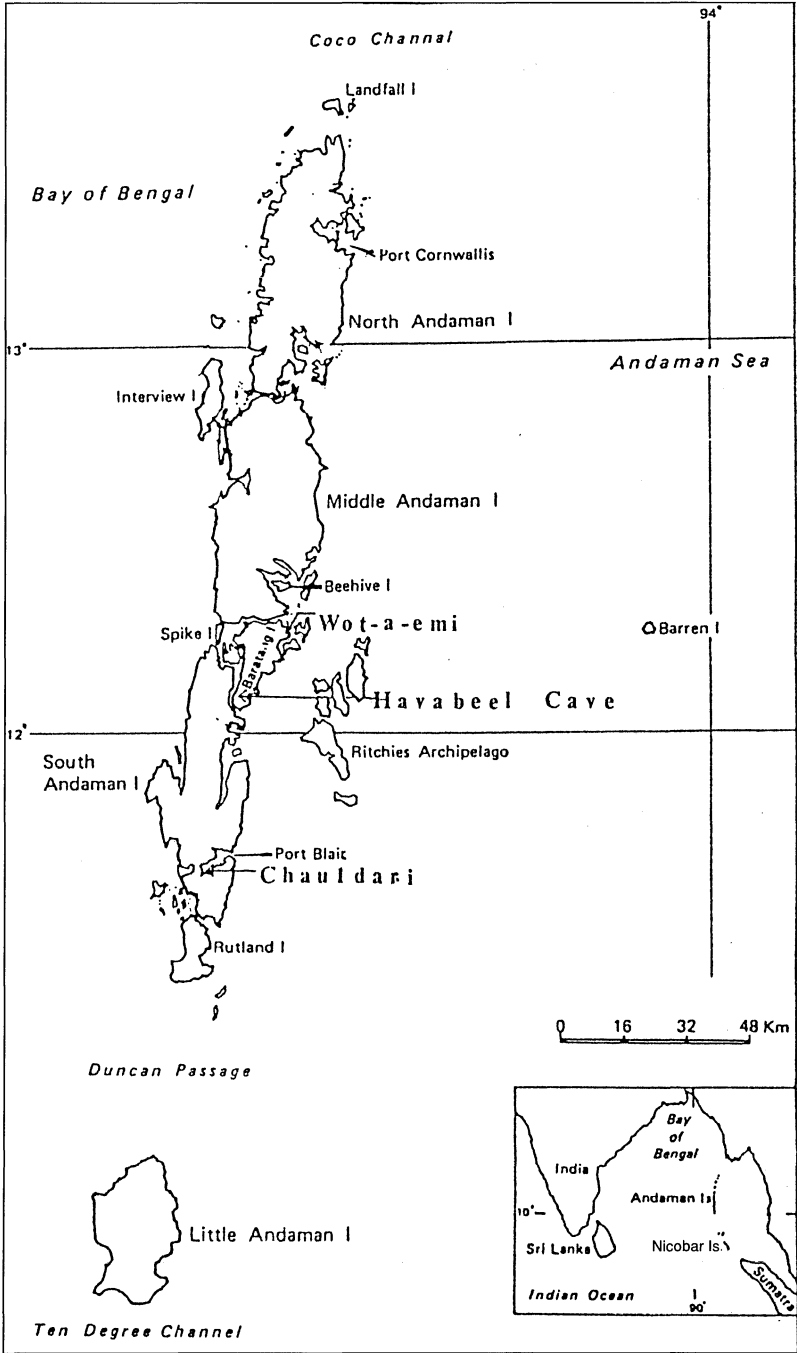 94°
Coco Channal
Landfall I
Bay of Bengal
Port Cornwallis
North Andaman I
13°
Andaman Sea
Interview I
Middle Andaman I
Beehive I
Wot-a-emi
Spike I
Baratang I
Barren I
Havabeel Cave
12°
Ritchies Archipelago
South
Andaman I
Port Blair
Chauldari
Rutland I
0 16 32 48 Km
Duncan Passage
Bay
of
Bengal
India
Andaman Is
10°
Sri Lanka
Nicobar Is.
Sumatra
Indian Ocean
90°
Little Andaman I
Ten Degree Channel